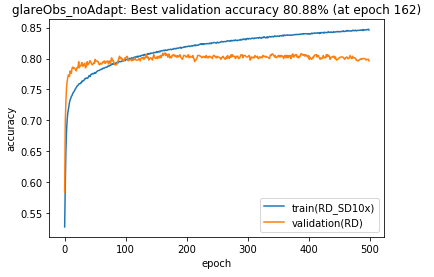 glareObs_noAdapt: Best validation accuracy 80.88% (at epoch 162)
0.85
0.80
0.75
0.70
0.65
0.60
0.55
accuracy
train(RD_SD10x)
validation(RD)
0 100 200 300 400 500
epoch